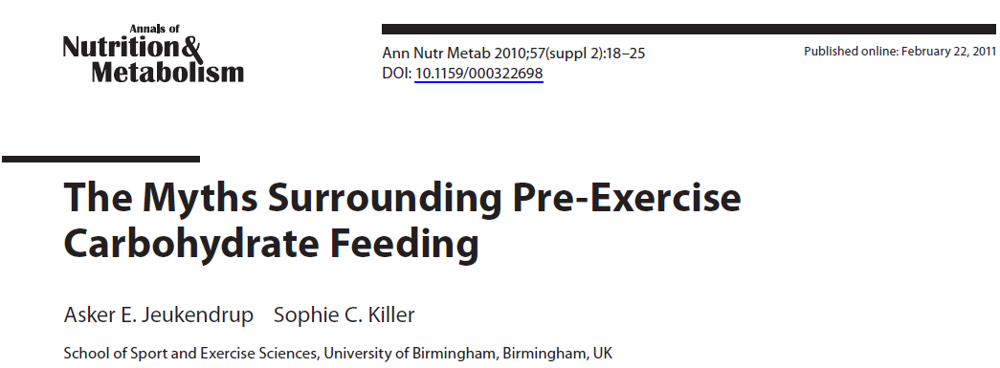 Annals of
Nutrition&
Metabolism
Ann Nutr Metab 2010;57(suppl 2):18–25
DOI: 10.1159/000322698
Published online: February 22, 2011
The Myths Surrounding Pre-Exercise
Carbohydrate Feeding
Asker E. Jeukendrup Sophie C. Killer
School of Sport and Exercise Sciences, University of Birmingham, Birmingham, UK